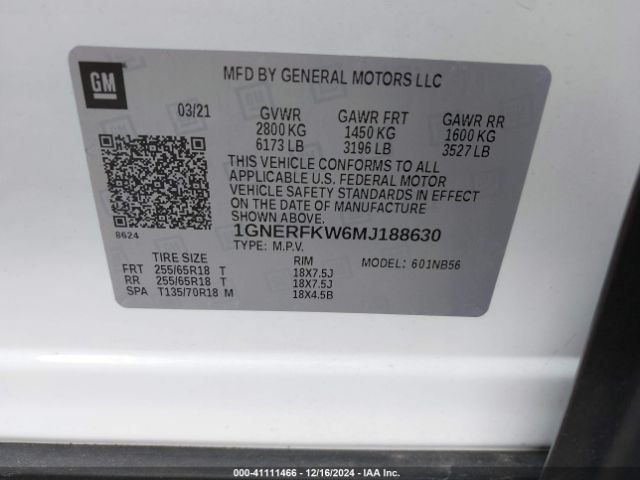 GM
MFD BY GENERAL MOTORS LLC
03/21 GVWR GAWR FRT GAWR RR
2800 KG 1450 KG 1600 KG
6173 LB 3196 LB 3527 LB
THIS VEHICLE CONFORMS TO ALL
APPLICABLE U.S. FEDERAL MOTOR
VEHICLE SAFETY STANDARDS IN EFFECT
ON THE DATE OF MANUFACTURE
SHOWN ABOVE.
8624
1GNERFKW6MJ188630
TYPE: M.P.V.
MODEL: 601NB56
TIRE SIZE RIM
FRT 255/65R18 T 18X7.5J
RR 255/65R18 T 18X7.5J
SPA T135/70R18 M 18X4.5B
000-41111466 - 12/16/2024 - IAA Holdings, LLC